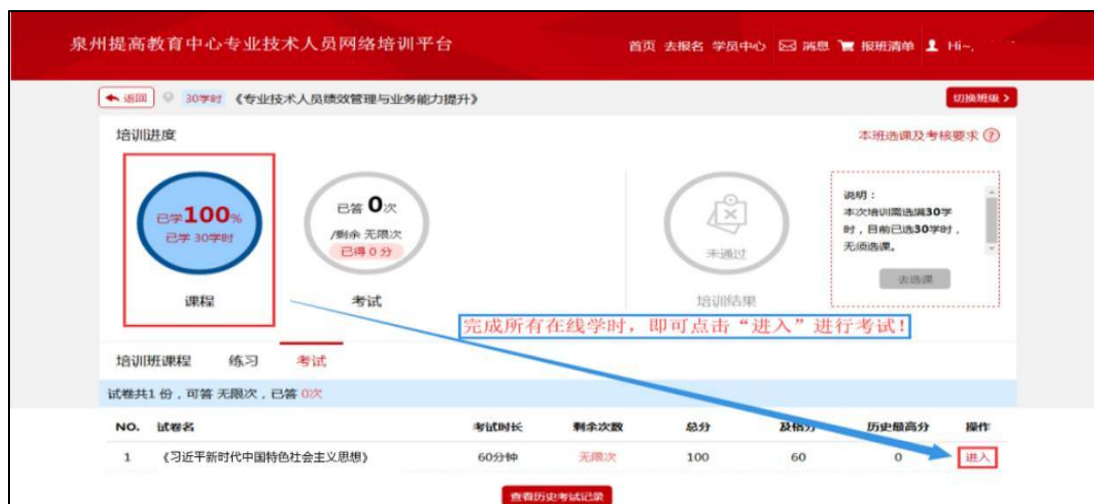 泉州提高教育中心专业技术人员网络培训平台
首页 去报名 学员中心 消息 报班清单 Hi~,
返回 30学时 《专业技术人员绩效管理与业务能力提升》 切换班级 >
培训进度 本班选课及考核要求 ?
已学100%
已学 30学时
课程
已答 0次
/剩余 无限次
已得 0 分
考试
未通过
培训结果
说明：
本次培训需选满30学
时，目前已选30学时，
无须选课。
去选课
完成所有在线学时，即可点击“进入”进行考试！
培训班课程 练习 考试
试卷共1 份，可答 无限次，已答 0次
NO. 试卷名 考试时长 剩余次数 总分 及格分 历史最高分 操作
1 《习近平新时代中国特色社会主义思想》 60分钟 无限次 100 60 0 进入
查看历史考试记录